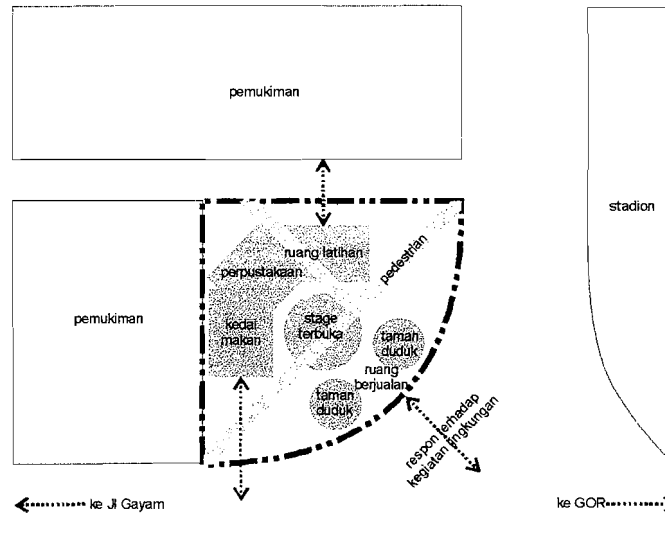 pemukiman
stadion
ruang latihan
pedestrian
perpustakaan
pemukiman
kedai
makan
stage
terbuka
taman
duduk
ruang
berjualan
taman
duduk
respon terhadap
kegiatan lingkungan
ke Jl Gayam
ke GOR